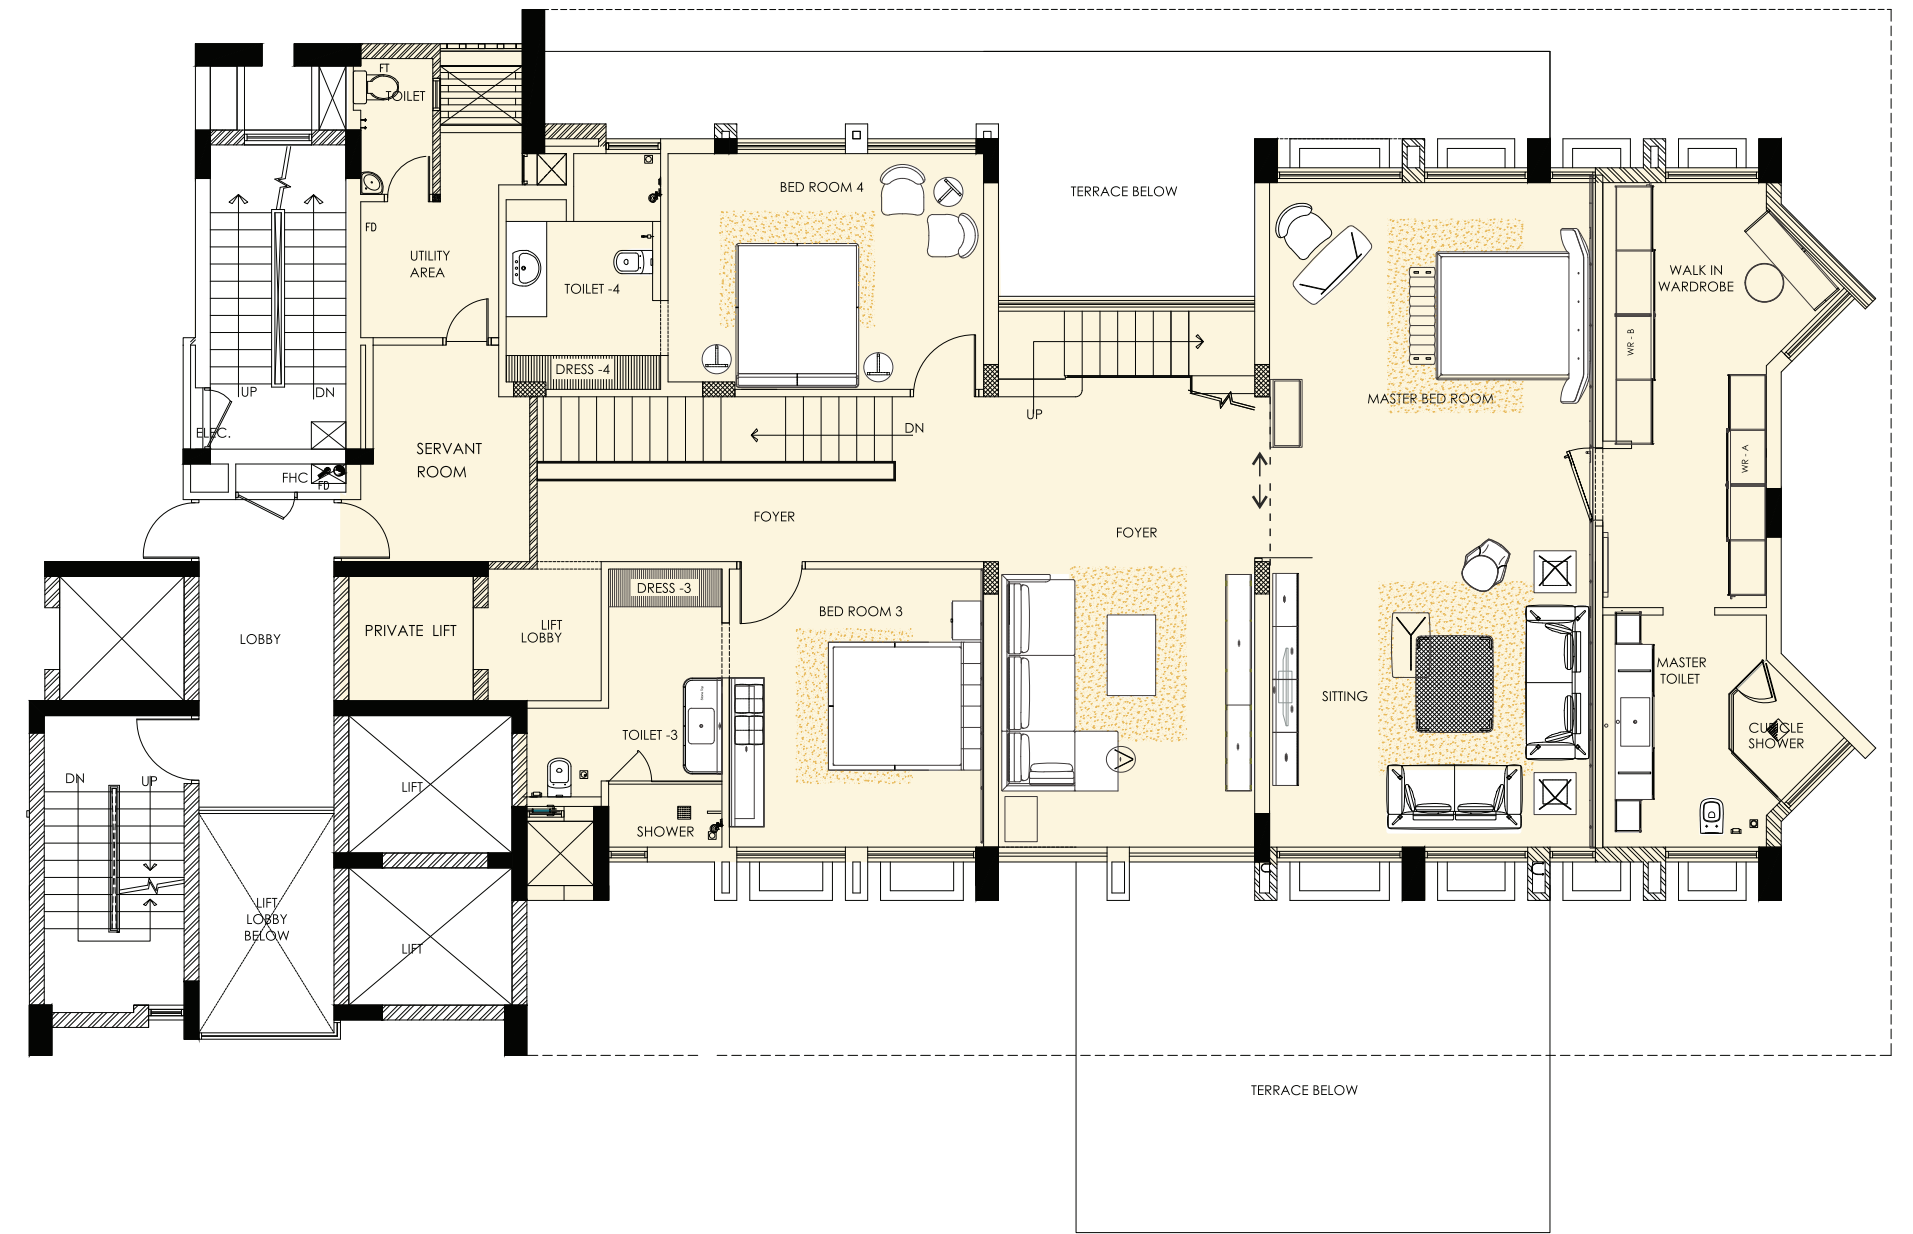 FT
TOILET
BED ROOM 4
TERRACE BELOW
FD
UTILITY
AREA
TOILET -4
WALK IN
WARDROBE
WR - B
DRESS -4
UP
DN
MASTER BED ROOM
UP
DN
ELEC.
SERVANT
ROOM
WR - A
FHC
FD
FOYER
FOYER
DRESS -3
BED ROOM 3
LIFT
LOBBY
PRIVATE LIFT
LOBBY
MASTER
TOILET
SITTING
CUBICLE
SHOWER
TOILET -3
DN
UP
LIFT
SHOWER
LIFT
LOBBY
BELOW
LIFT
TERRACE BELOW